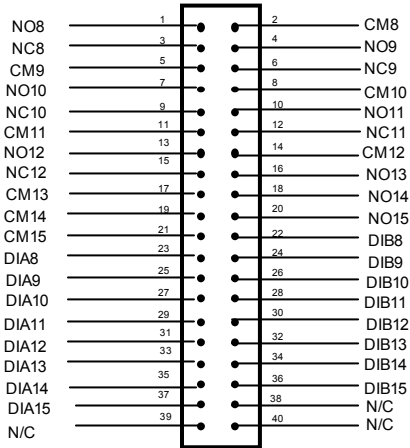 NO8 1 2 CM8
NC8 3 4 NO9
CM9 5 6 NC9
NO10 7 8 CM10
NC10 9 10 NO11
CM11 11 12 NC11
NO12 13 14 CM12
NC12 15 16 NO13
CM13 17 18 NO14
CM14 19 20 NO15
CM15 21 22 DIB8
DIA8 23 24 DIB9
DIA9 25 26 DIB10
DIA10 27 28 DIB11
DIA11 29 30 DIB12
DIA12 31 32 DIB13
DIA13 33 34 DIB14
DIA14 35 36 DIB15
DIA15 37 38 N/C
N/C 39 40 N/C